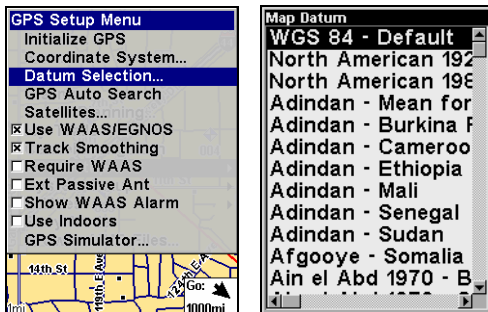 GPS Setup Menu
Initialize GPS
Coordinate System...
Datum Selection...
GPS Auto Search
Satellites...
Use WAAS/EGNOS
Track Smoothing
Require WAAS
Ext Passive Ant
Show WAAS Alarm
Use Indoors
GPS Simulator...
14th_St
119th_E_Ave
Go:
1mi
1000mi
Map Datum
WGS 84 - Default
North American 192
North American 198
Adindan - Mean for
Adindan - Burkina F
Adindan - Cameroo
Adindan - Ethiopia
Adindan - Mali
Adindan - Senegal
Adindan - Sudan
Afgooye - Somalia
Ain el Abd 1970 - B